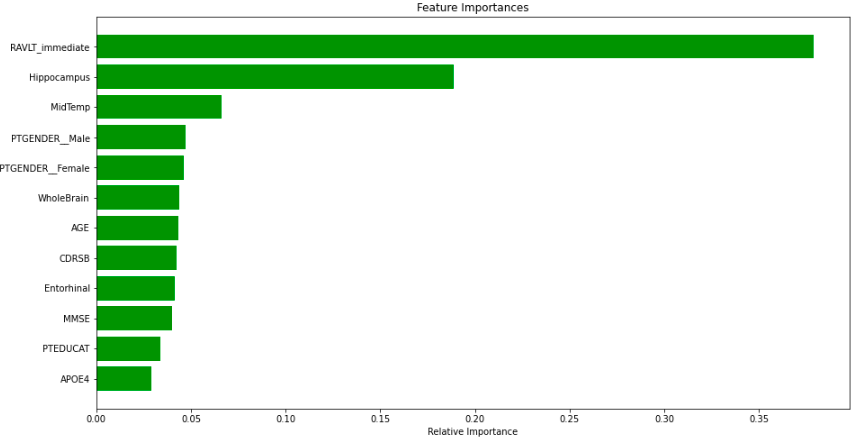 Feature Importances
RAVLT_immediate
Hippocampus
MidTemp
PTGENDER__Male
PTGENDER__Female
WholeBrain
AGE
CDRSB
Entorhinal
MMSE
PTEDUCAT
APOE4
0.00 0.05 0.10 0.15 0.20 0.25 0.30 0.35
Relative Importance